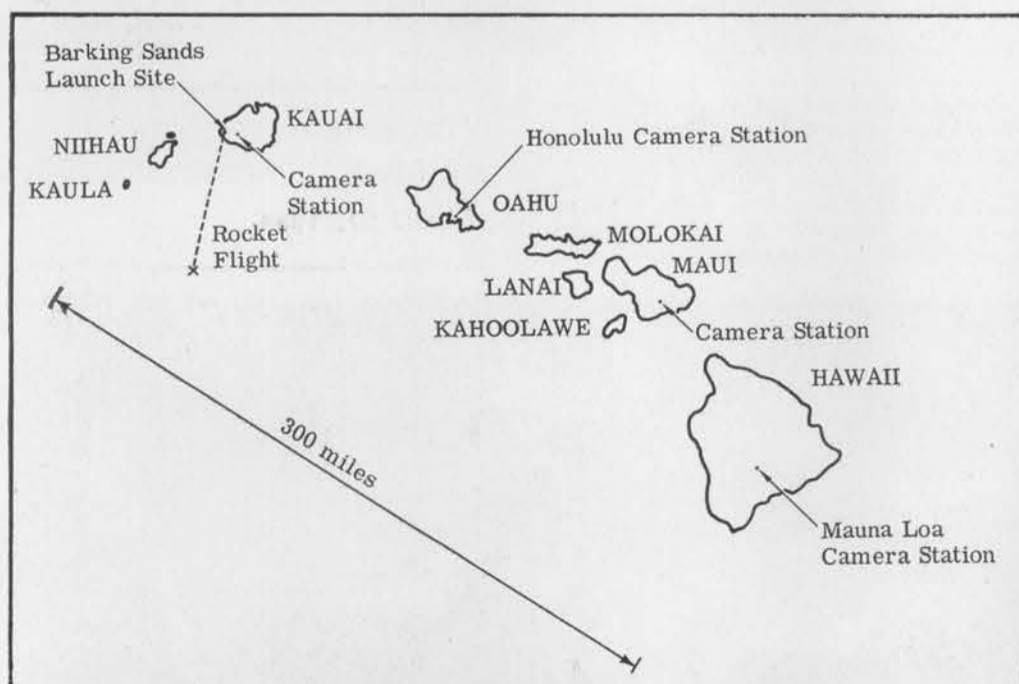 Barking Sands
Launch Site
KAUAI
NIIHAU
Honolulu Camera Station
KAULA
Camera
Station
OAHU
Rocket
Flight
MOLOKAI
MAUI
LANAI
KAHOOLAWE
Camera Station
HAWAII
300 miles
Mauna Loa
Camera Station